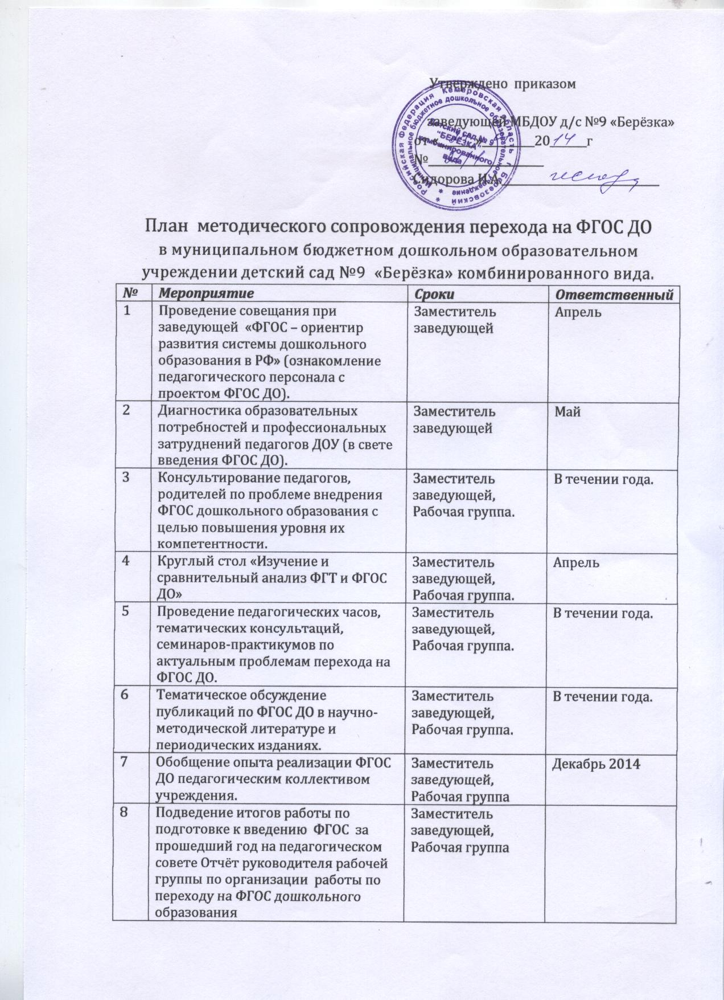 Утверждено приказом
заведующей МБДОУ д/с №9 «Берёзка»
от «_____»_______2014г
№
Сидорова И.А.
Российская Федерация Кемеровская область г. Березовский
Муниципальное бюджетное дошкольное образовательное учреждение
Детский сад № 9
"БЕРЁЗКА"
комбинированного
вида
План методического сопровождения перехода на ФГОС ДО
в муниципальном бюджетном дошкольном образовательном
учреждении детский сад №9 «Берёзка» комбинированного вида.
№ Мероприятие Сроки Ответственный
1 Проведение совещания при Заместитель Апрель
заведующей «ФГОС – ориентир заведующей
развития системы дошкольного
образования в РФ» (ознакомление
педагогического персонала с
проектом ФГОС ДО).
2 Диагностика образовательных Заместитель Май
потребностей и профессиональных заведующей
затруднений педагогов ДОУ (в свете
введения ФГОС ДО).
3 Консультирование педагогов, Заместитель В течении года.
родителей по проблеме внедрения заведующей,
ФГОС дошкольного образования с Рабочая группа.
целью повышения уровня их
компетентности.
4 Круглый стол «Изучение и Заместитель Апрель
сравнительный анализ ФГТ и ФГОС заведующей,
ДО» Рабочая группа.
5 Проведение педагогических часов, Заместитель В течении года.
тематических консультаций, заведующей,
семинаров-практикумов по Рабочая группа.
актуальным проблемам перехода на
ФГОС ДО.
6 Тематическое обсуждение Заместитель В течении года.
публикаций по ФГОС ДО в научно- заведующей,
методической литературе и Рабочая группа.
периодических изданиях.
7 Обобщение опыта реализации ФГОС Заместитель Декабрь 2014
ДО педагогическим коллективом заведующей,
учреждения. Рабочая группа
8 Подведение итогов работы по Заместитель
подготовке к введению ФГОС за заведующей,
прошедший год на педагогическом Рабочая группа
совете Отчёт руководителя рабочей
группы по организации работы по
переходу на ФГОС дошкольного
образования